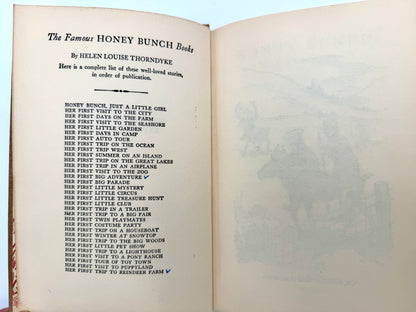 The Famous HONEY BUNCH Books
By HELEN LOUISE THORNDYKE
Here is a complete list of these well-loved stories,
in order of publication.
HONEY BUNCH, JUST A LITTLE GIRL
HER FIRST VISIT TO THE CITY
HER FIRST DAYS ON THE FARM
HER FIRST VISIT TO THE SEASHORE
HER FIRST LITTLE GARDEN
HER FIRST DAYS IN CAMP
HER FIRST AUTO TOUR
HER FIRST TRIP ON THE OCEAN
HER FIRST TRIP WEST
HER FIRST SUMMER ON AN ISLAND
HER FIRST TRIP ON THE GREAT LAKES
HER FIRST TRIP IN AN AIRPLANE
HER FIRST VISIT TO THE ZOO
HER FIRST BIG ADVENTURE
HER FIRST BIG PARADE
HER FIRST LITTLE MYSTERY
HER FIRST LITTLE CIRCUS
HER FIRST LITTLE TREASURE HUNT
HER FIRST LITTLE CLUB
HER FIRST TRIP IN A TRAILER
HER FIRST TRIP TO A BIG FAIR
HER FIRST TWIN PLAYMATES
HER FIRST COSTUME PARTY
HER FIRST TRIP ON A HOUSEBOAT
HER FIRST WINTER AT SNOWTOP
HER FIRST TRIP TO THE BIG WOODS
HER FIRST LITTLE PET SHOW
HER FIRST TRIP TO A LIGHTHOUSE
HER FIRST VISIT TO A PONY RANCH
HER FIRST TOUR OF TOY TOWN
HER FIRST VISIT TO PUPPYLAND
HER FIRST TRIP TO REINDEER FARM